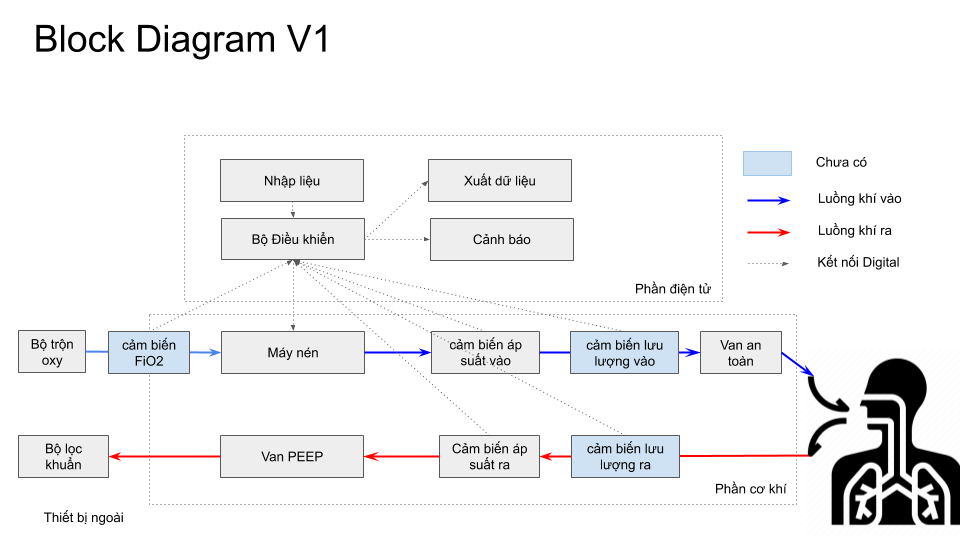 Block Diagram V1
Nhập liệu
Xuất dữ liệu
Chưa có
Luồng khí vào
Bộ Điều khiển
Cảnh báo
Luồng khí ra
Kết nối Digital
Phần điện tử
Bộ trộn
oxy
cảm biến
FiO2
Máy nén
cảm biến áp
suất vào
cảm biến lưu
lượng vào
Van an
toàn
Bộ lọc
khuẩn
Van PEEP
Cảm biến áp
suất ra
cảm biến lưu
lượng ra
Phần cơ khí
Thiết bị ngoài